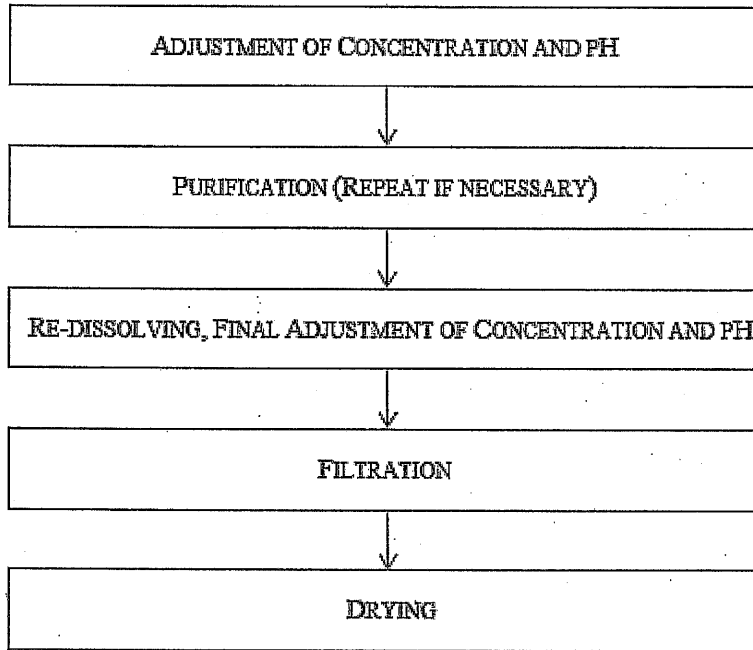 ADJUSTMENT OF CONCENTRATION AND PH
PURIFICATION (REPEAT IF NECESSARY)
RE-DISSOLVING, FINAL ADJUSTMENT OF CONCENTRATION AND PH
FILTRATION
DRYING